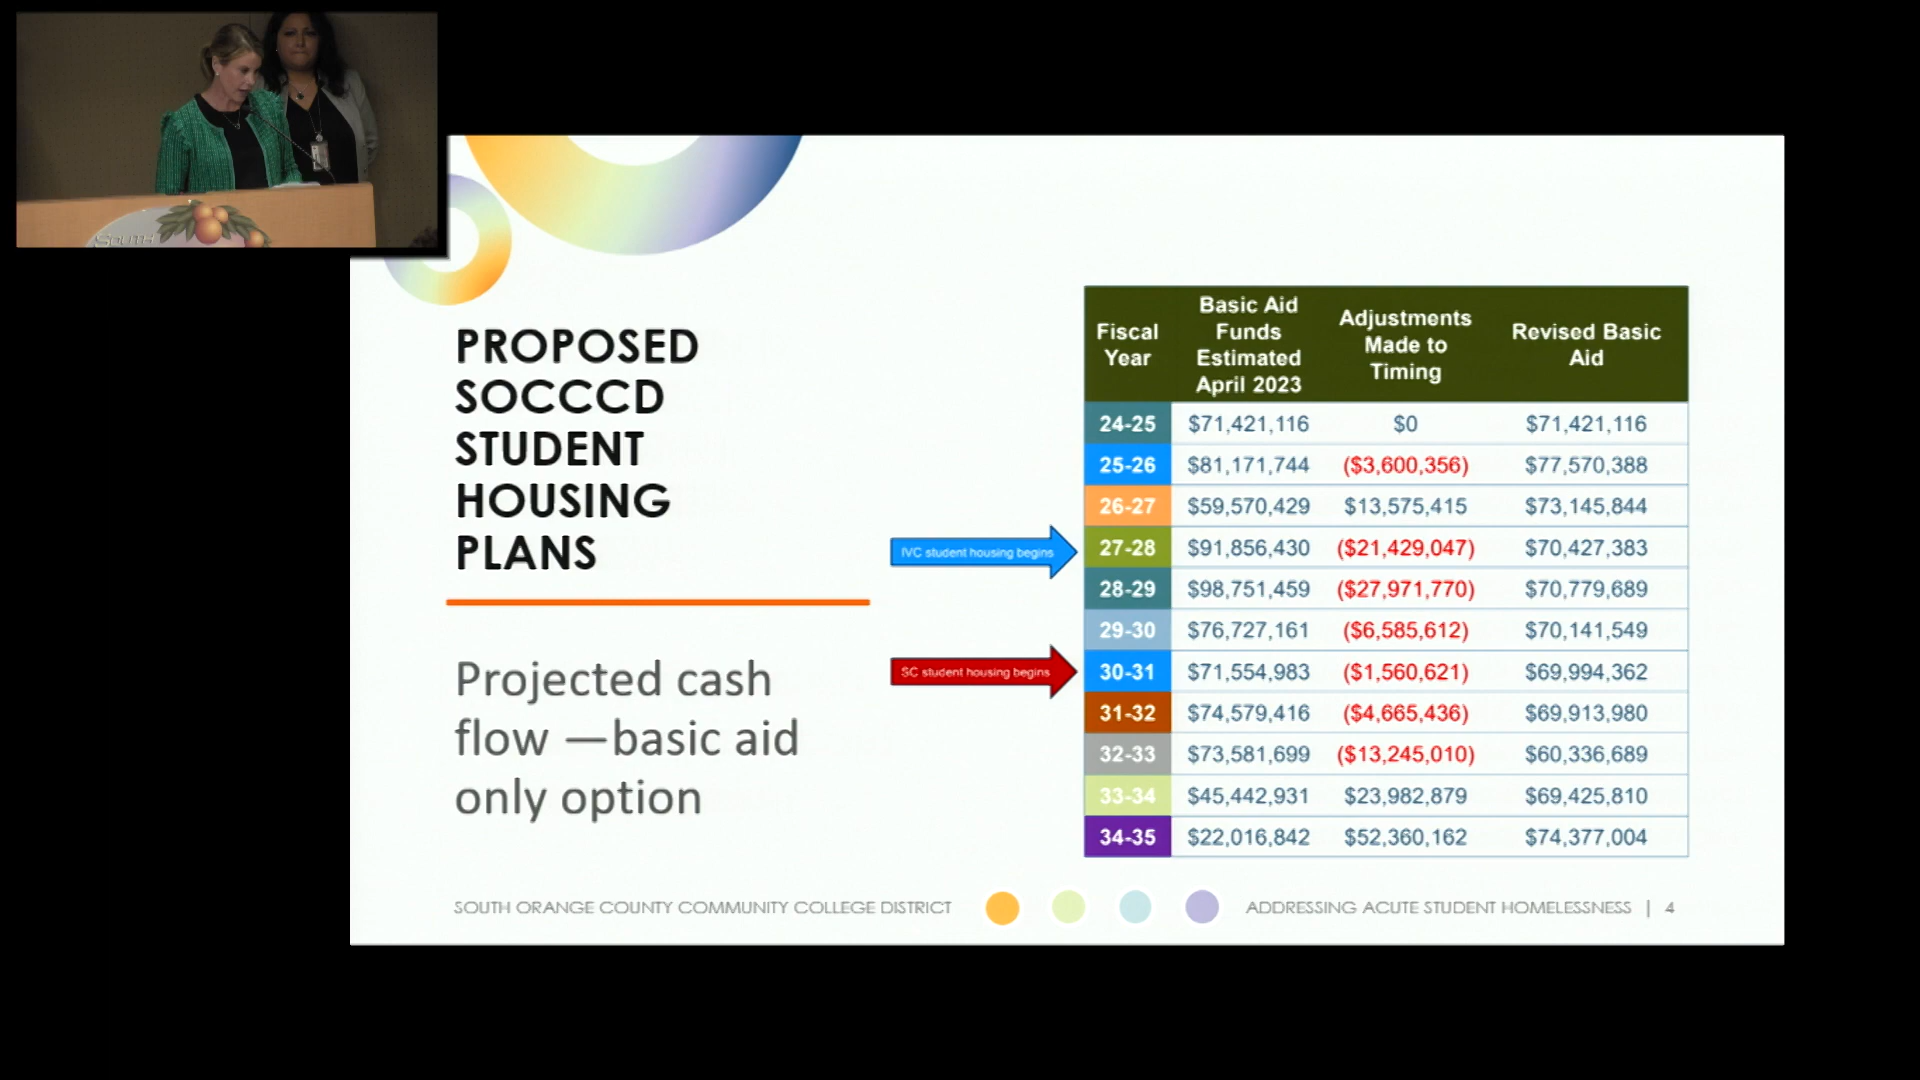 SOUTH
PROPOSED
SOCCCD
STUDENT
HOUSING
PLANS
Projected cash
flow —basic aid
only option
IVC student housing begins
SC student housing begins
Fiscal Year Basic Aid Funds Estimated April 2023 Adjustments Made to Timing Revised Basic Aid
24-25 $71,421,116 $0 $71,421,116
25-26 $81,171,744 ($3,600,356) $77,570,388
26-27 $59,570,429 $13,575,415 $73,145,844
27-28 $91,856,430 ($21,429,047) $70,427,383
28-29 $98,751,459 ($27,971,770) $70,779,689
29-30 $76,727,161 ($6,585,612) $70,141,549
30-31 $71,554,983 ($1,560,621) $69,994,362
31-32 $74,579,416 ($4,665,436) $69,913,980
32-33 $73,581,699 ($13,245,010) $60,336,689
33-34 $45,442,931 $23,982,879 $69,425,810
34-35 $22,016,842 $52,360,162 $74,377,004
SOUTH ORANGE COUNTY COMMUNITY COLLEGE DISTRICT
ADDRESSING ACUTE STUDENT HOMELESSNESS | 4